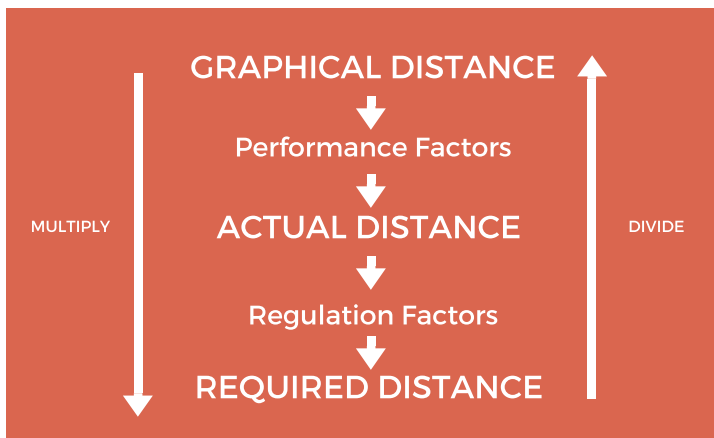 GRAPHICAL DISTANCE
Performance Factors
MULTIPLY
ACTUAL DISTANCE
DIVIDE
Regulation Factors
REQUIRED DISTANCE